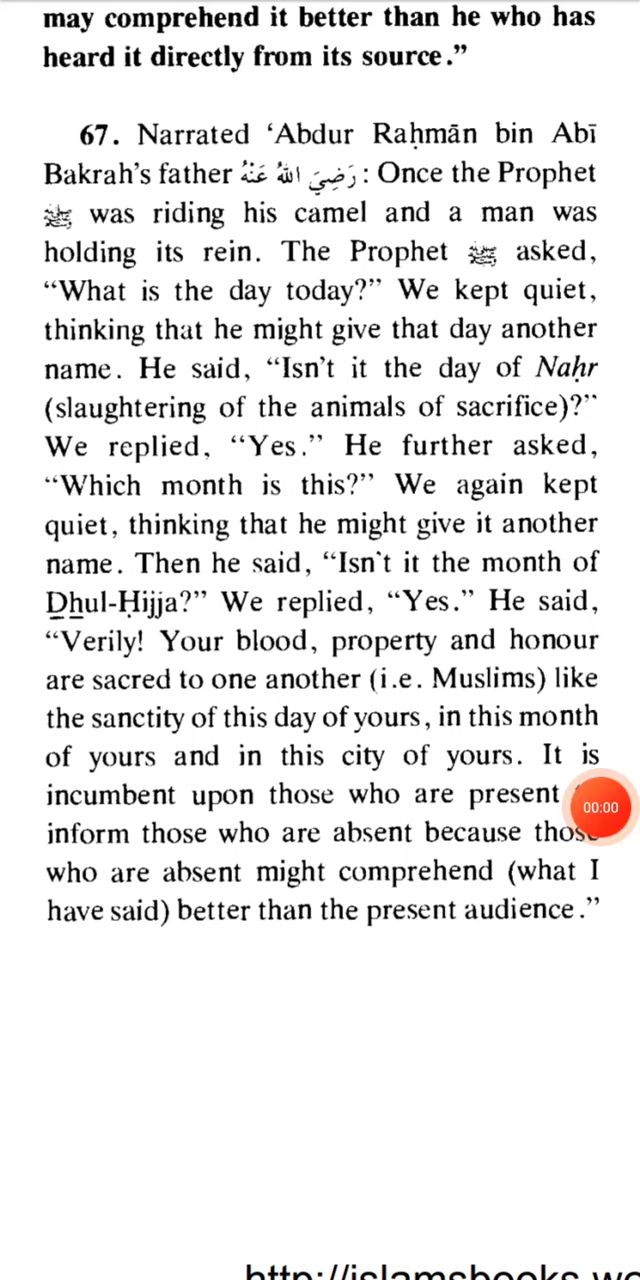 may comprehend it better than he who has
heard it directly from its source."
67. Narrated ‘Abdur Raḥmān bin Abī
Bakrah’s father رَضِيَ اللهُ عَنْهُ : Once the Prophet
ﷺ was riding his camel and a man was
holding its rein. The Prophet ﷺ asked,
“What is the day today?” We kept quiet,
thinking that he might give that day another
name. He said, “Isn’t it the day of Naḥr
(slaughtering of the animals of sacrifice)?”
We replied, “Yes.” He further asked,
“Which month is this?” We again kept
quiet, thinking that he might give it another
name. Then he said, “Isn’t it the month of
Dhul-Ḥijja?” We replied, “Yes.” He said,
“Verily! Your blood, property and honour
are sacred to one another (i.e. Muslims) like
the sanctity of this day of yours, in this month
of yours and in this city of yours. It is
incumbent upon those who are present
00:00
inform those who are absent because those
who are absent might comprehend (what I
have said) better than the present audience.”
http://islamsbooks.wo